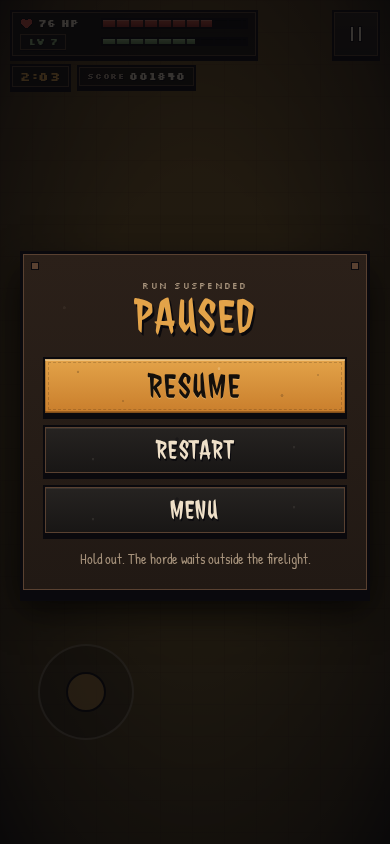 76 HP
LV 7
2:03
SCORE 001890
RUN SUSPENDED
PAUSED
RESUME
RESTART
MENU
Hold out. The horde waits outside the firelight.